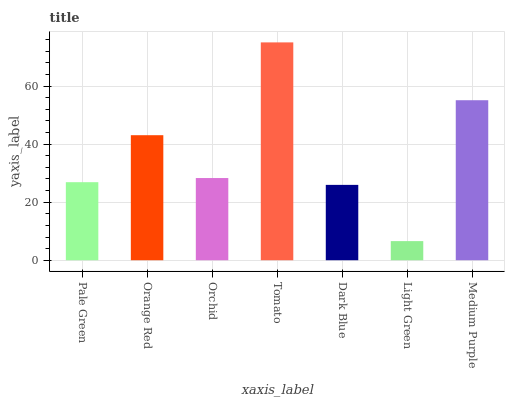 title
yaxis_label
60
40
20
0
Pale Green
Orange Red
Orchid
Tomato
Dark Blue
Light Green
Medium Purple
xaxis_label